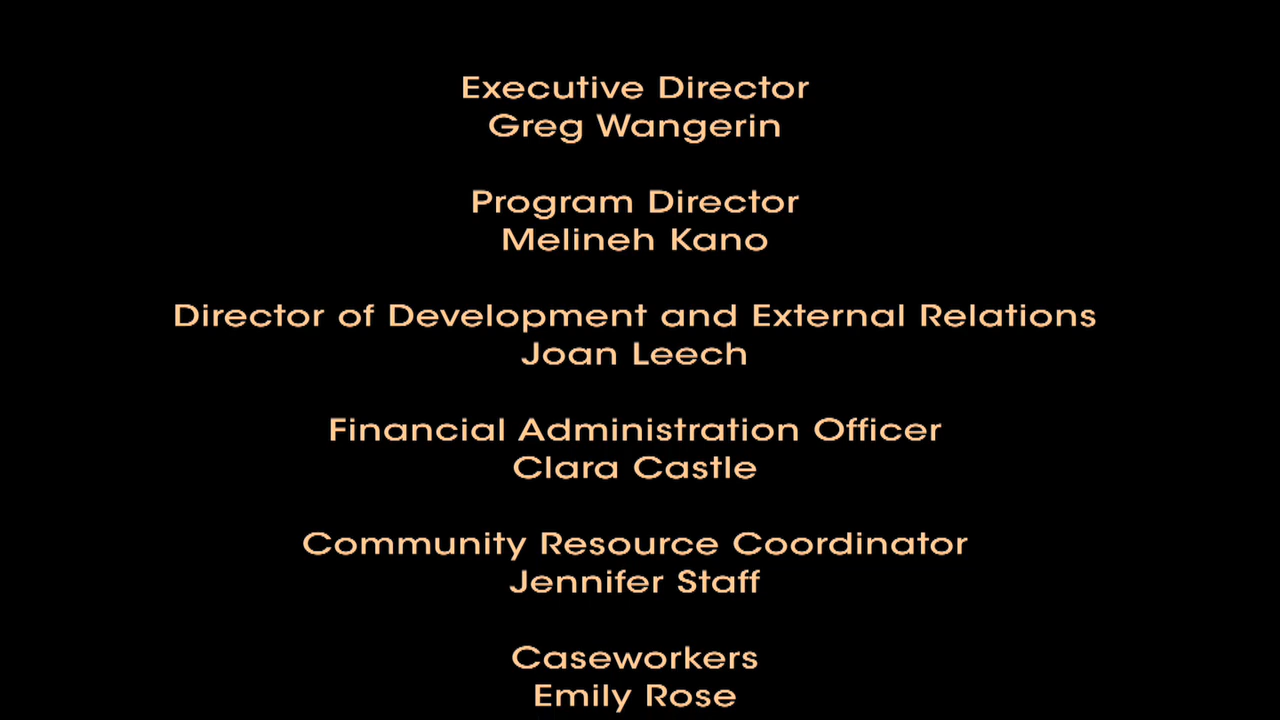 Executive Director
Greg Wangerin
Program Director
Melineh Kano
Director of Development and External Relations
Joan Leech
Financial Administration Officer
Clara Castle
Community Resource Coordinator
Jennifer Staff
Caseworkers
Emily Rose